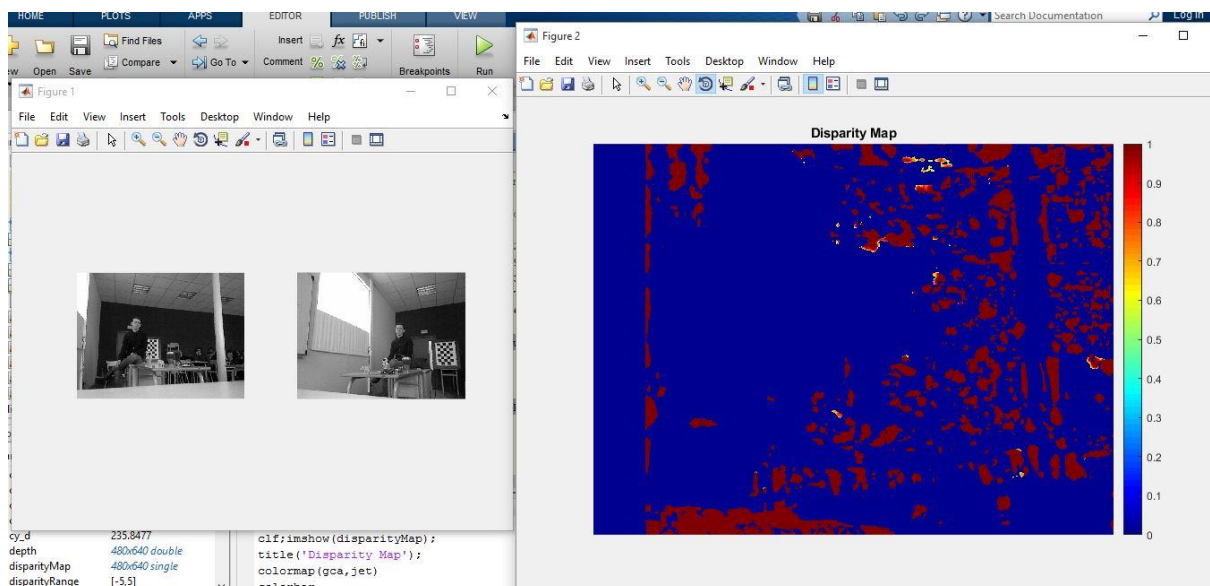 HOME PLOTS APPS EDITOR PUBLISH VIEW
Search Documentation
Log In
Find Files
Compare
Go To
Insert
Comment
Open
Save
Breakpoints
Run
Figure 1
File Edit View Insert Tools Desktop Window Help
cy_d 235.8477
depth 480x640 double
disparityMap 480x640 single
disparityRange [-5,5]
clf;imshow(disparityMap);
title('Disparity Map');
colormap(gca,jet)
Figure 2
File Edit View Insert Tools Desktop Window Help
Disparity Map
1
0.9
0.8
0.7
0.6
0.5
0.4
0.3
0.2
0.1
0